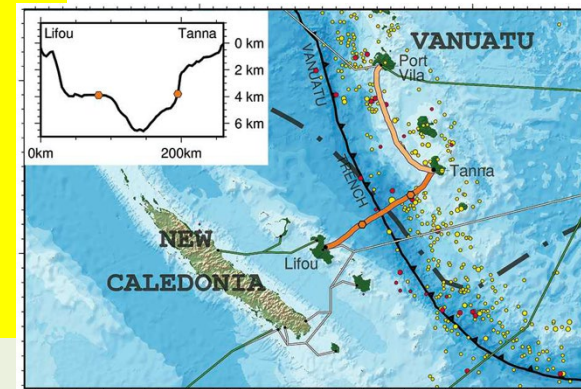 Lifou Tanna
0 km
2 km
4 km
6 km
0km 200km
VANUATU
Port
Vila
VANUATU
TRENCH
Tanna
Lifou
NEW
CALEDONIA